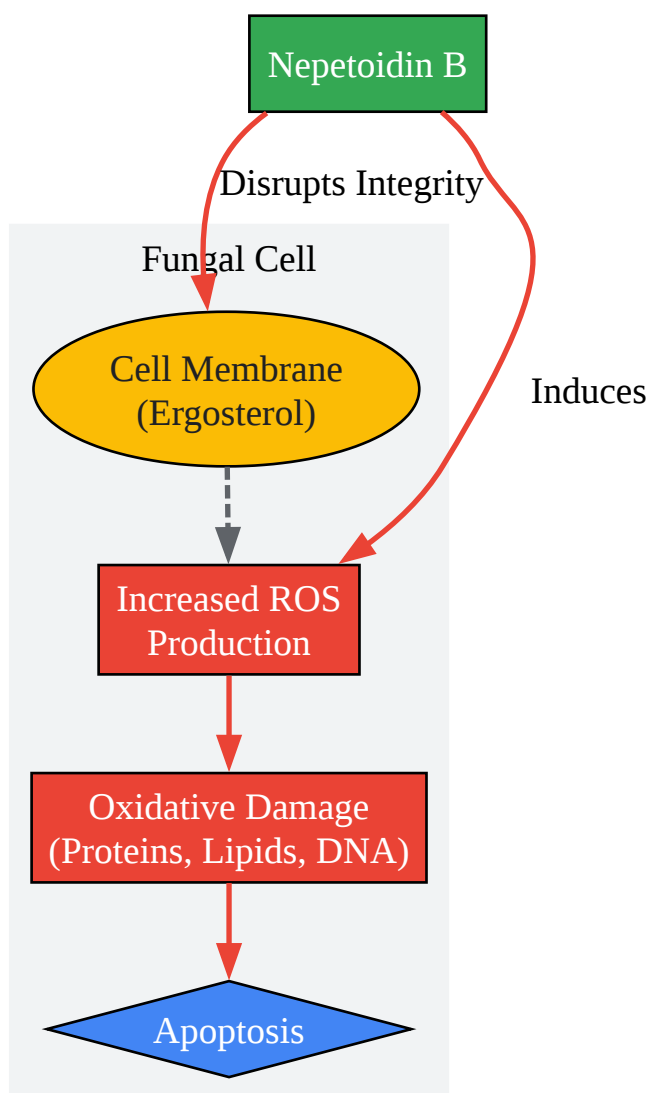 Nepetoidin B
Disrupts Integrity
Fungal Cell
Cell Membrane
(Ergosterol)
Induces
Increased ROS
Production
Oxidative Damage
(Proteins, Lipids, DNA)
Apoptosis